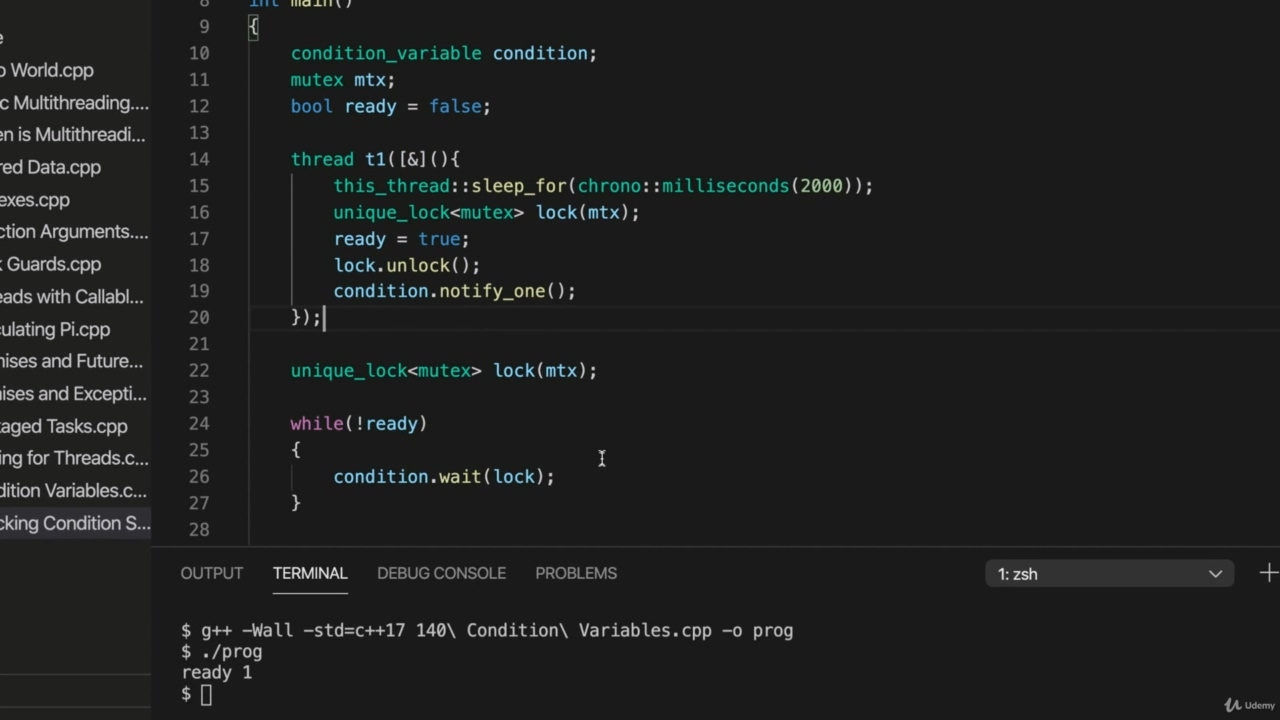 8 int main()
9 {
10 condition_variable condition;
11 mutex mtx;
12 bool ready = false;
13
14 thread t1([&](){
15 this_thread::sleep_for(chrono::milliseconds(2000));
16 unique_lock<mutex> lock(mtx);
17 ready = true;
18 lock.unlock();
19 condition.notify_one();
20 });
21
22 unique_lock<mutex> lock(mtx);
23
24 while(!ready)
25 {
26 condition.wait(lock);
27 }
28
e
o World.cpp
c Multithreading....
en is Multithreadi...
red Data.cpp
exes.cpp
ction Arguments....
k Guards.cpp
eads with Callabl...
culating Pi.cpp
mises and Future...
mises and Excepti...
kaged Tasks.cpp
ting for Threads.c...
dition Variables.c...
cking Condition S...
OUTPUT TERMINAL DEBUG CONSOLE PROBLEMS
1: zsh
$ g++ -Wall -std=c++17 140\ Condition\ Variables.cpp -o prog
$ ./prog
ready 1
$
Udemy